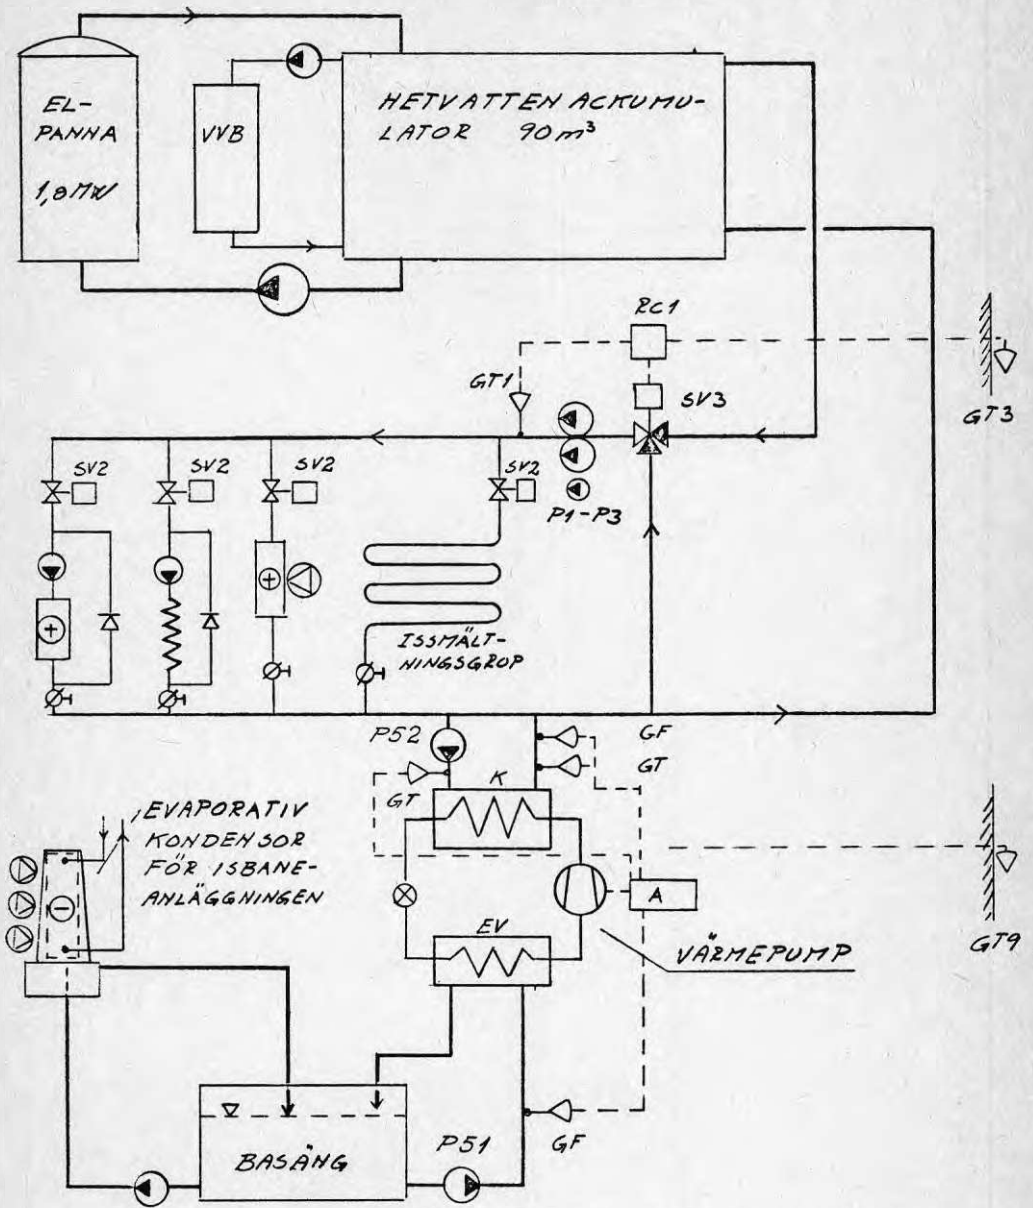 EL-
PANNA
1,8MW
VVB
HETVATTEN ACKUMU-
LATOR 90m³
RC1
GT1
SV3
GT3
SV2
SV2
SV2
SV2
P1-P3
ISSMÄLT-
NINGSGROP
P52
GF
GT
GT
K
EVAPORATIV
KONDENSOR
FÖR ISBANE-
ANLÄGGNINGEN
A
EV
VÄRMEPUMP
GT9
BASÄNG
P51
GF